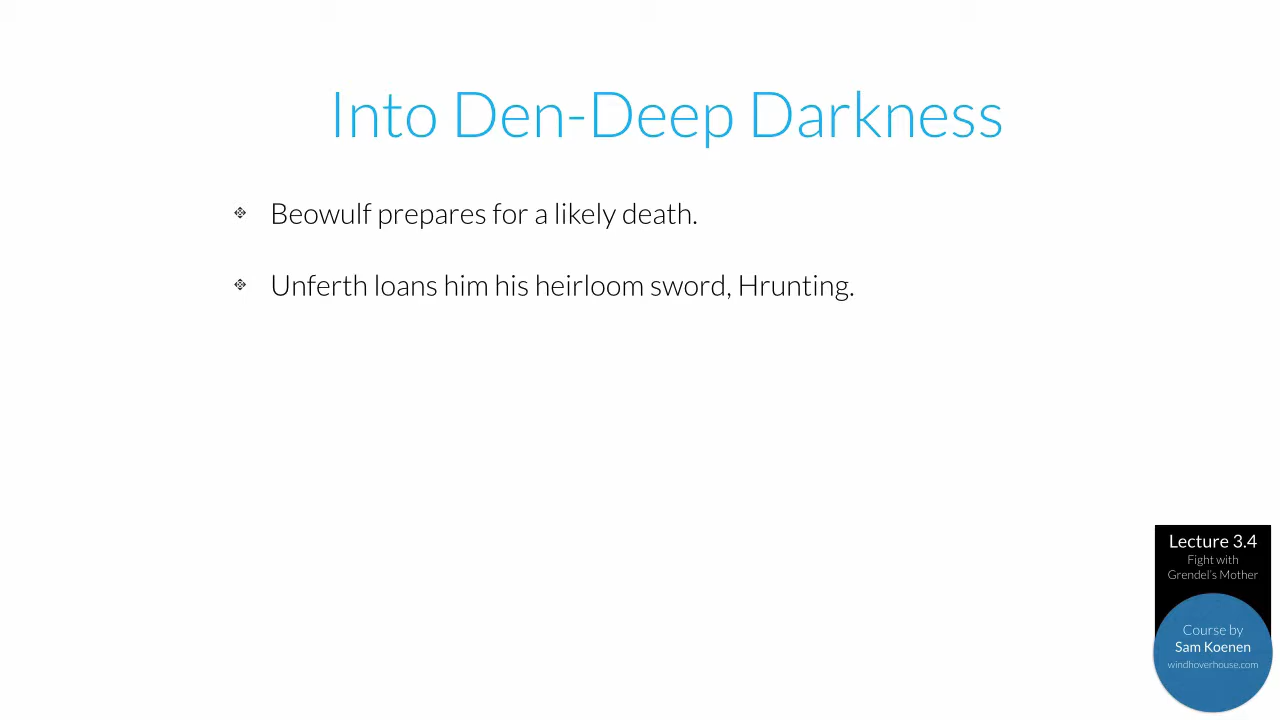 Into Den-Deep Darkness
Beowulf prepares for a likely death.
Unferth loans him his heirloom sword, Hrunting.
Lecture 3.4
Fight with
Grendel's Mother
Course by
Sam Koenen
windhoverhouse.com